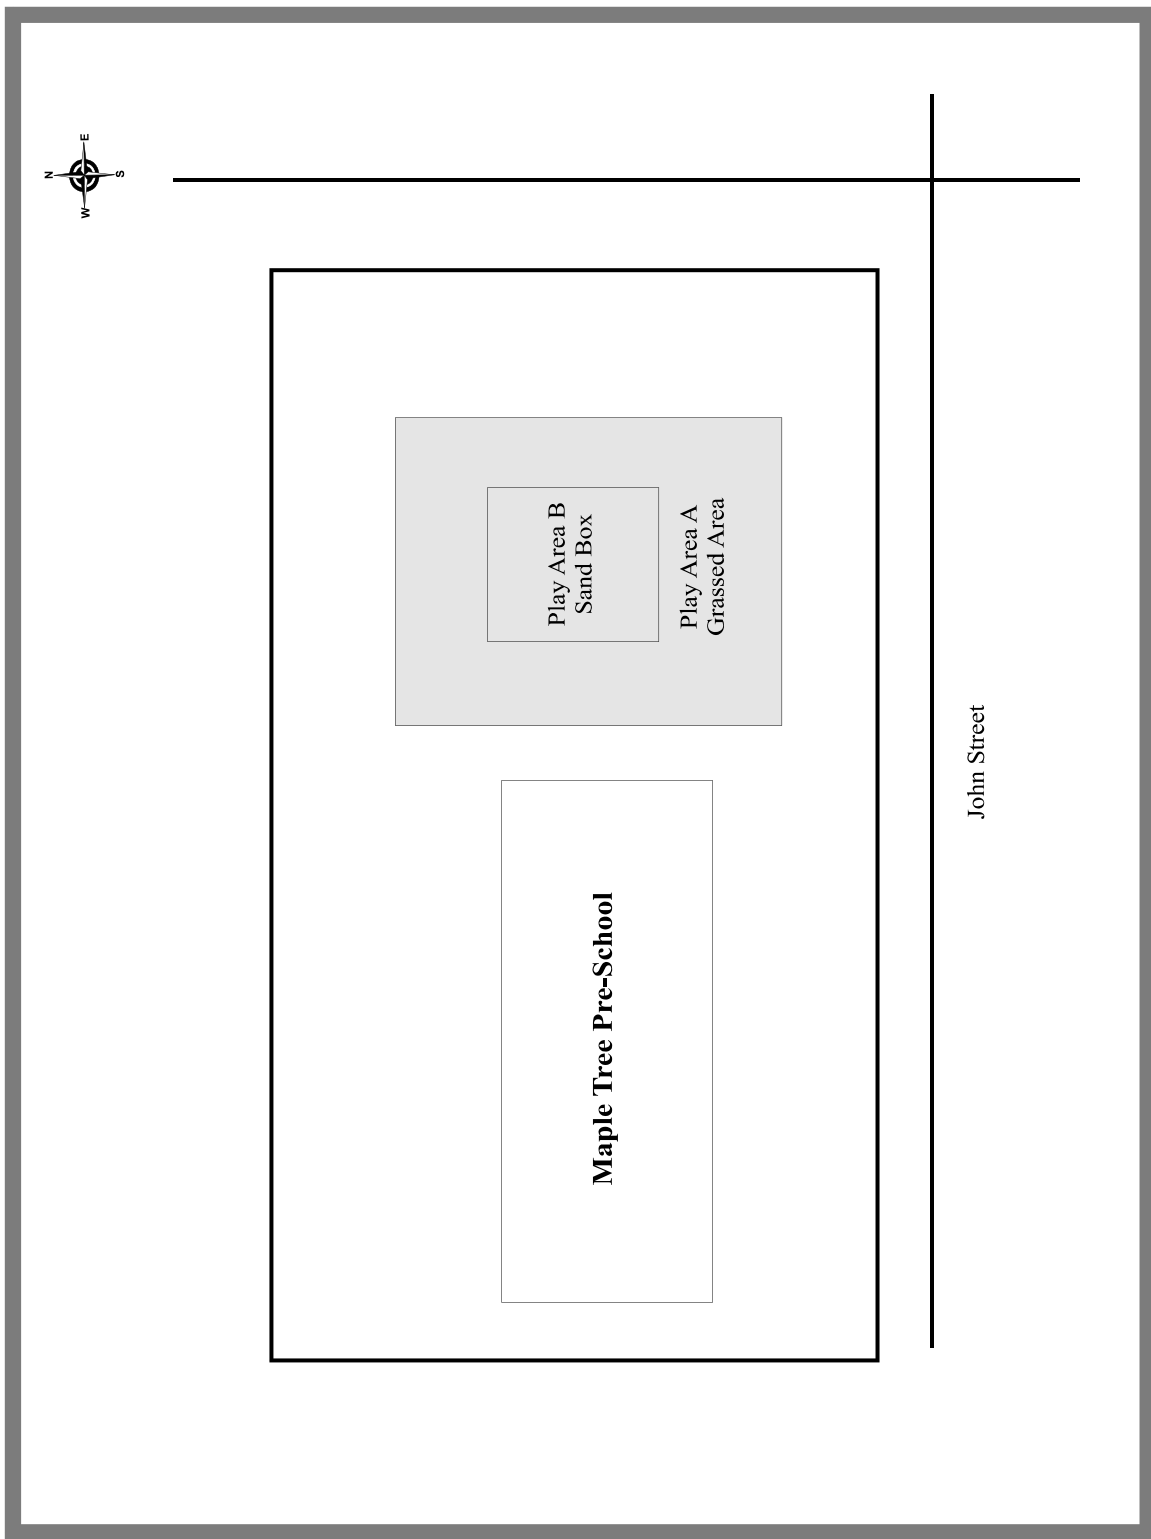 N
E
S
W
Play Area B
Sand Box
Play Area A
Grassed Area
Maple Tree Pre-School
John Street